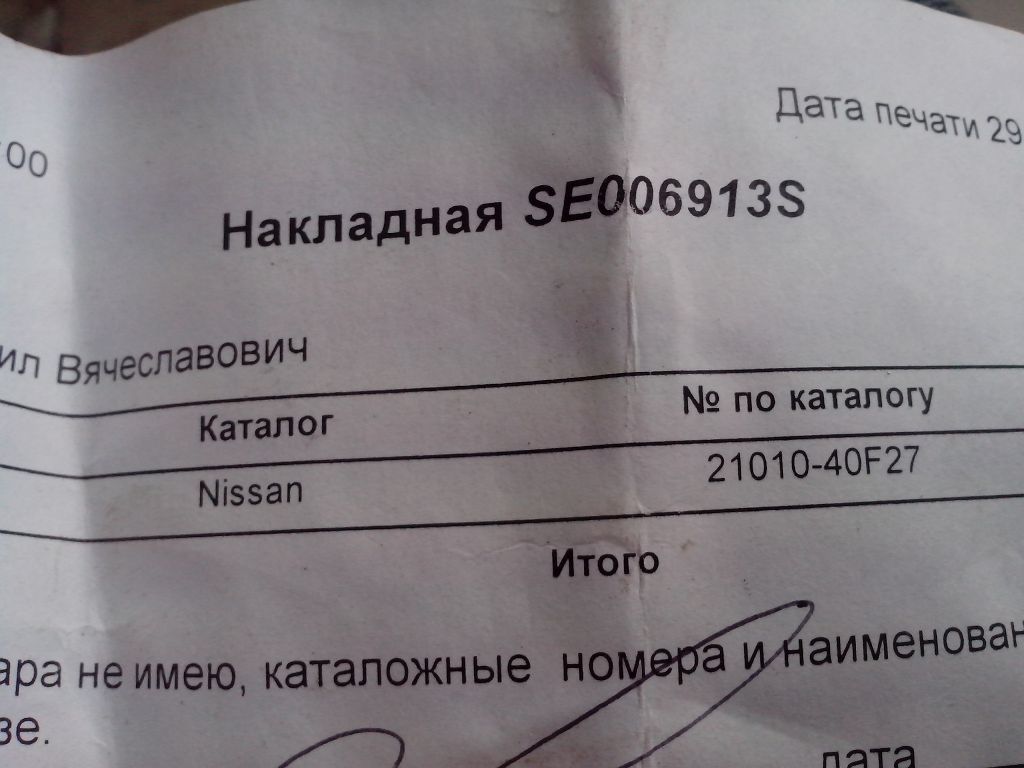 Дата печати 29
00
Накладная SE006913S
ил Вячеславович
Каталог № по каталогу
Nissan 21010-40F27
Итого
ара не имею, каталожные номера и наименован
зе.
дата